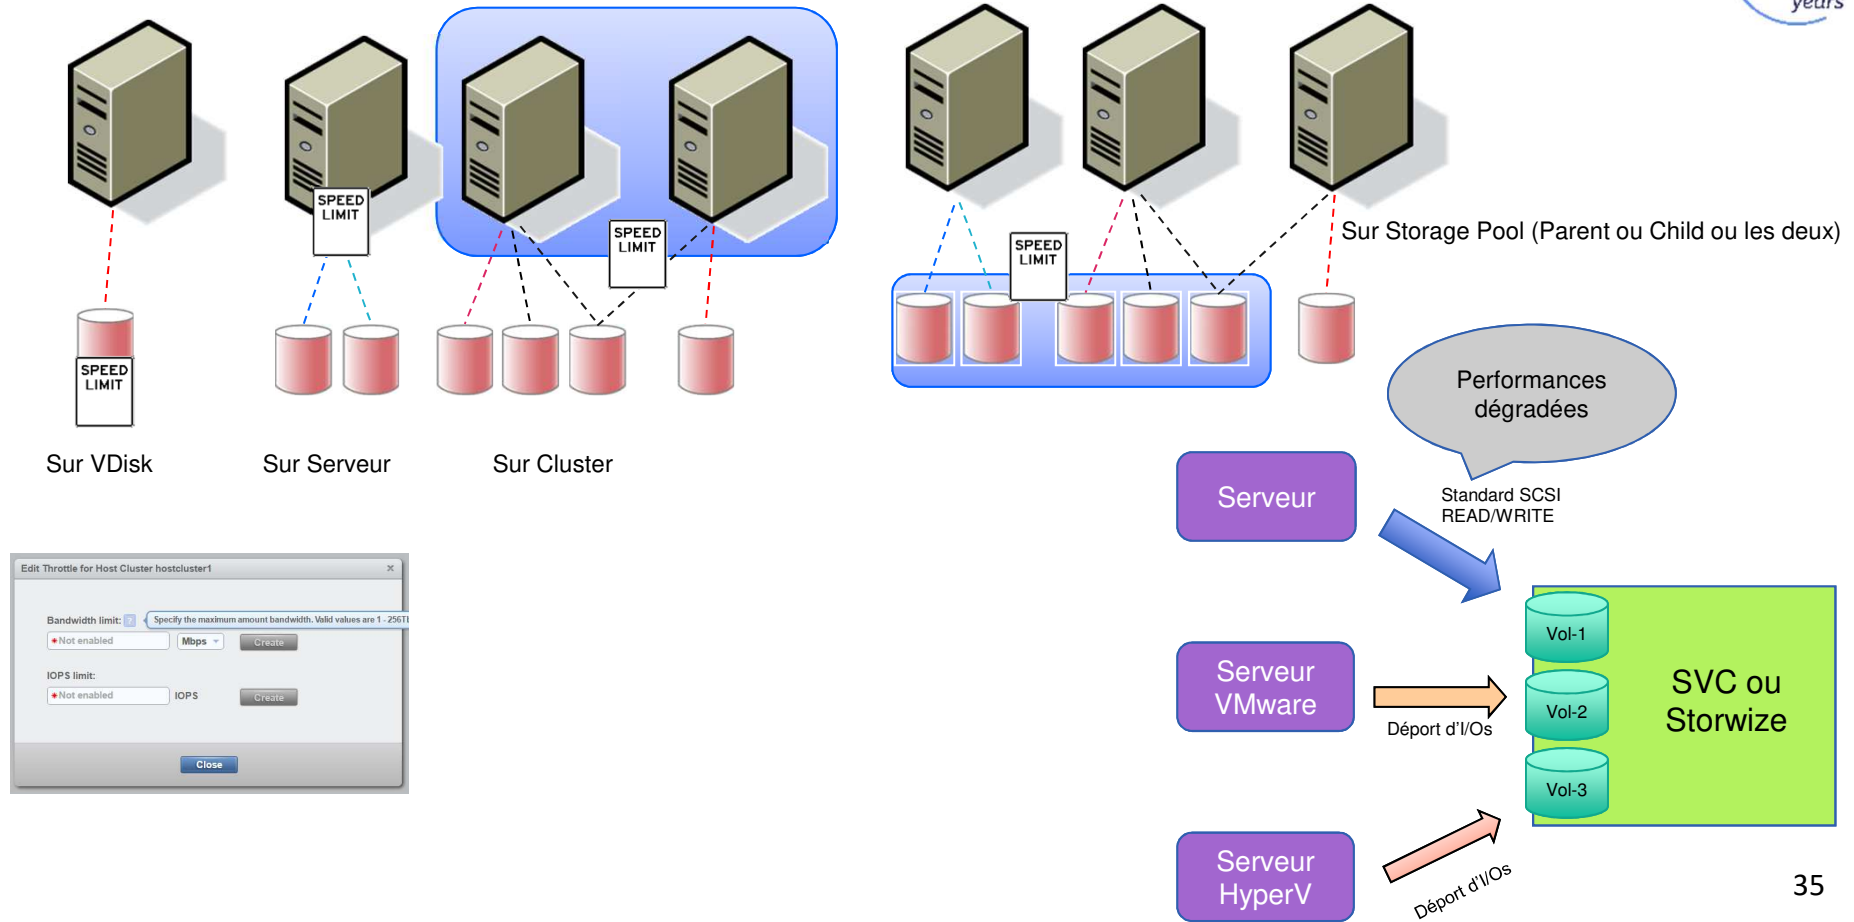 years
SPEED
LIMIT
SPEED
LIMIT
SPEED
LIMIT
Sur Storage Pool (Parent ou Child ou les deux)
SPEED
LIMIT
Sur VDisk
Sur Serveur
Sur Cluster
Performances
dégradées
Serveur
Standard SCSI
READ/WRITE
Edit Throttle for Host Cluster hostcluster1
Bandwidth limit: ? Specify the maximum amount bandwidth. Valid values are 1 - 256TI
*Not enabled Mbps Create
IOPS limit:
*Not enabled IOPS Create
Close
Serveur
VMware
Déport d'I/Os
Serveur
HyperV
Déport d'I/Os
Vol-1
Vol-2
Vol-3
SVC ou
Storwize
35